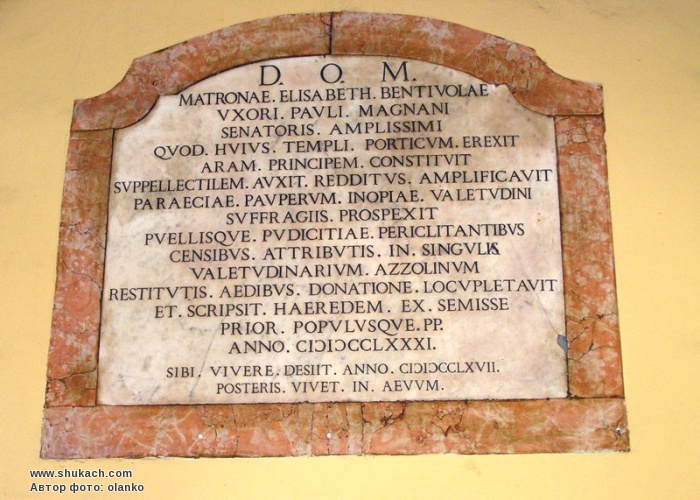 D. O. M.
MATRONAE. ELISABETH. BENTIVOLAE
VXORI. PAVLI. MAGNANI
SENATORIS. AMPLISSIMI
QVOD. HVIVS. TEMPLI. PORTICVM. EREXIT
ARAM. PRINCIPEM. CONSTITVIT
SVPPELLECTILEM. AVXIT. REDDITVS. AMPLIFICAVIT
PARAECIAE. PAVPERVM. INOPIAE. VALETVDINI
SVFFRAGIIS. PROSPEXIT
PVELLISQVE. PVDICITIAE. PERICLITANTIBVS
CENSIBVS. ATTRIBVTIS. IN. SINGVLIS
VALETVDINARIVM. AZZOLINVM
RESTITVTIS. AEDIBVS. DONATIONE. LOCVPLETAVIT
ET. SCRIPSIT. HAEREDEM. EX. SEMISSE
PRIOR. POPVLVSQVE. PP.
ANNO. CIƆIƆCCLXXXI.
SIBI. VIVERE. DESIIT. ANNO. CIƆIƆCCLXVII.
POSTERIS. VIVET. IN. AEVVM.
www.shukach.com
Автор фото: olanko